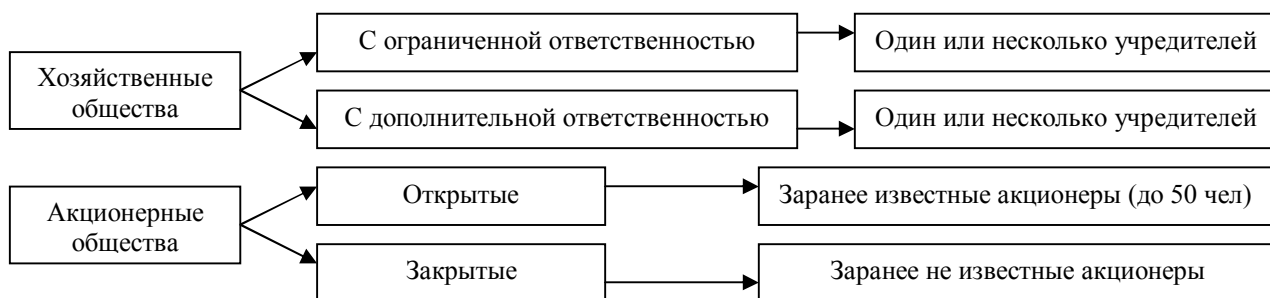 С ограниченной ответственностью
Один или несколько учредителей
Хозяйственные
общества
С дополнительной ответственностью
Один или несколько учредителей
Открытые
Заранее известные акционеры (до 50 чел)
Акционерные
общества
Закрытые
Заранее не известные акционеры